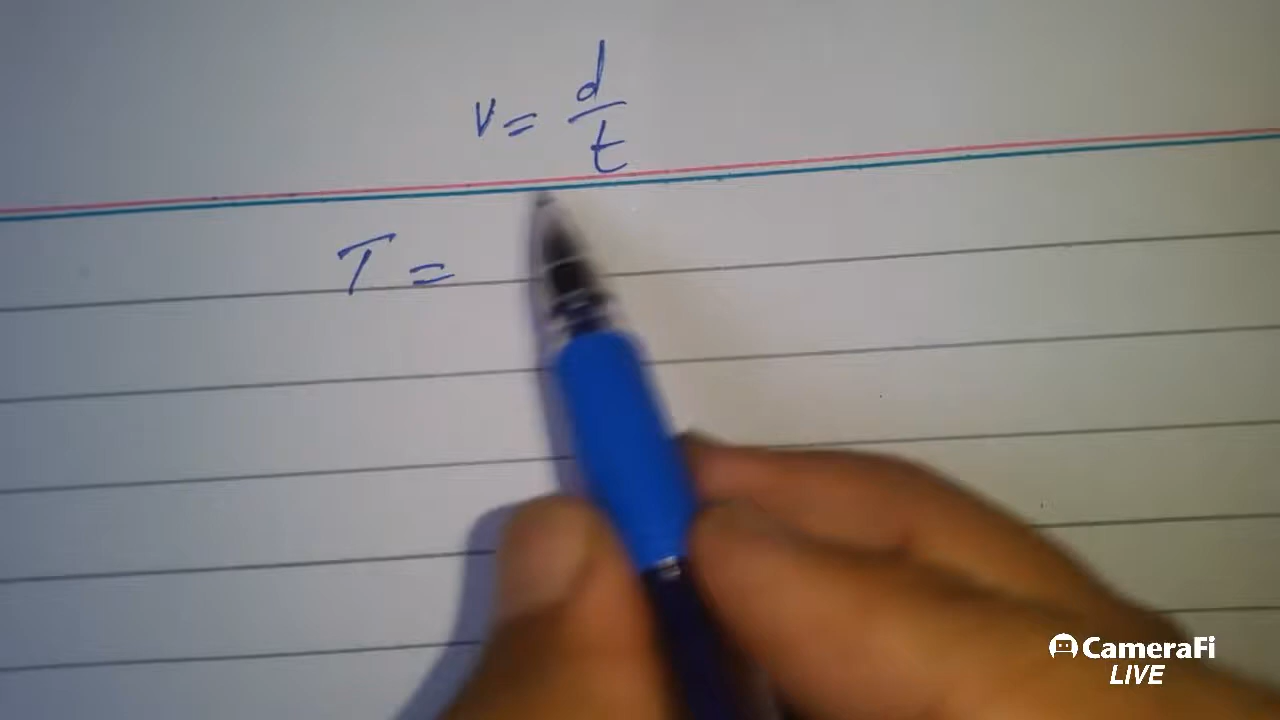 v = d/t
T =
CameraFi
LIVE